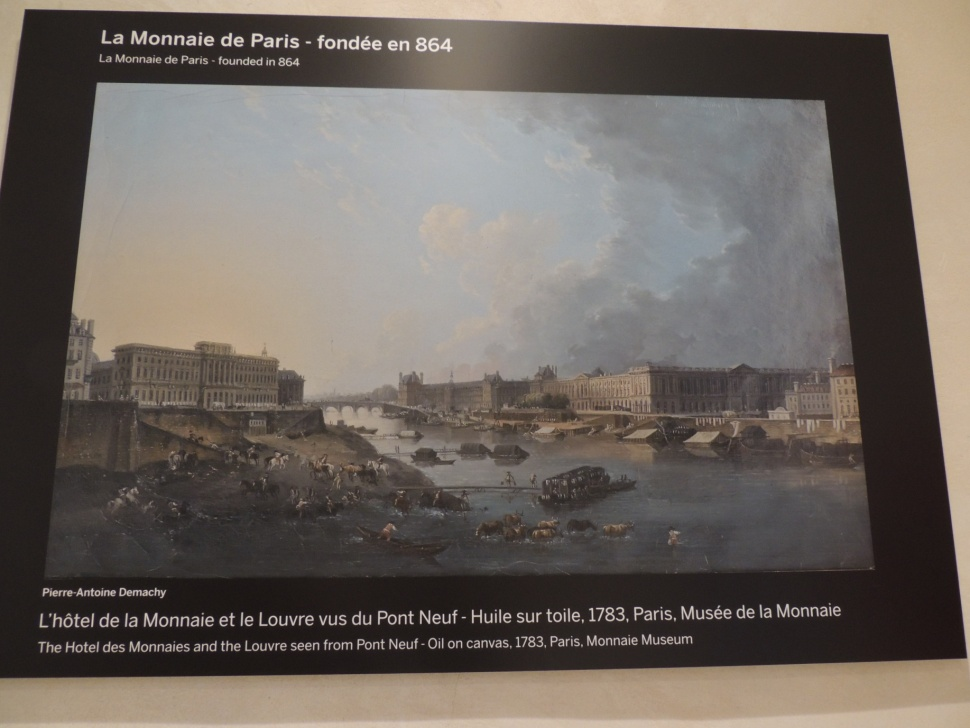 La Monnaie de Paris - fondée en 864
La Monnaie de Paris - founded in 864
Pierre-Antoine Demachy
L'hôtel de la Monnaie et le Louvre vus du Pont Neuf - Huile sur toile, 1783, Paris, Musée de la Monnaie
The Hotel des Monnaies and the Louvre seen from Pont Neuf - Oil on canvas, 1783, Paris, Monnaie Museum